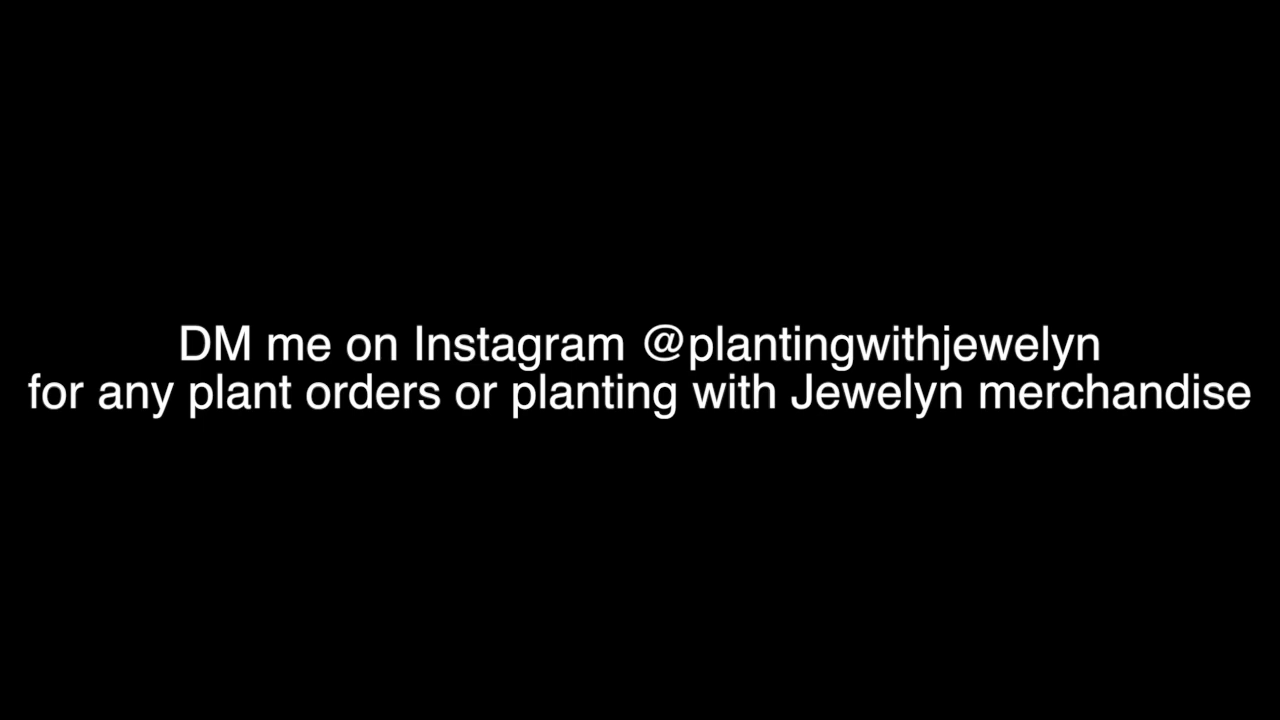 DM me on Instagram @plantingwithjewelyn
for any plant orders or planting with Jewelyn merchandise